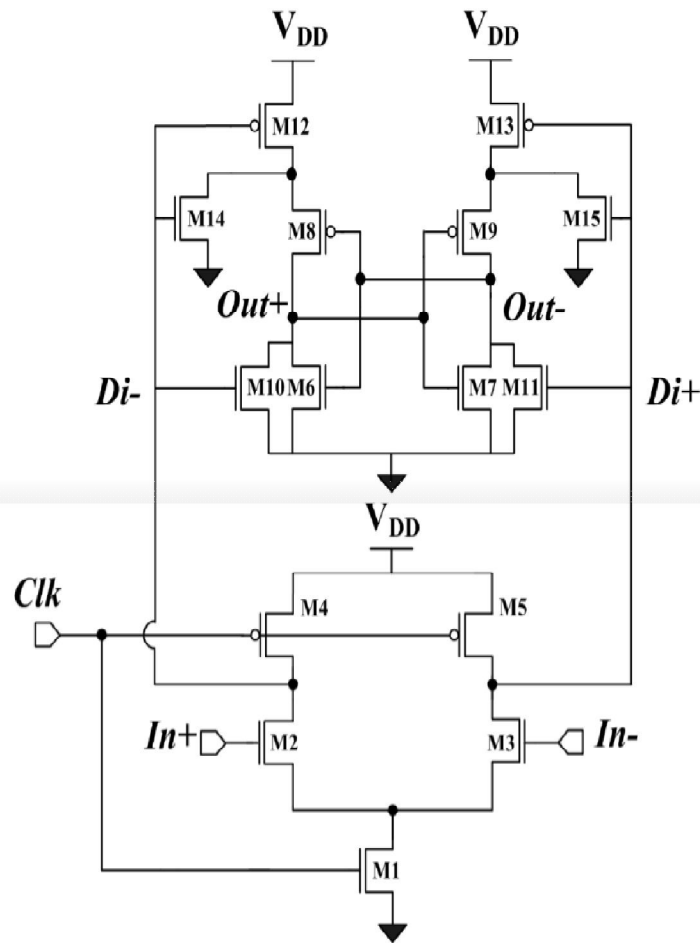 VDD VDD
M12 M13
M14 M8 M9 M15
Out+ Out-
Di- M10 M6 M7 M11 Di+
VDD
Clk M4 M5
In+ M2 M3 In-
M1